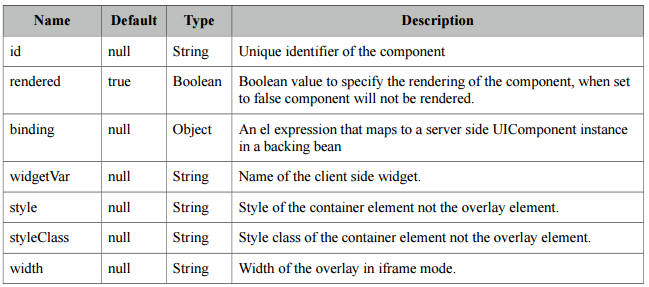 Name Default Type Description
id null String Unique identifier of the component
rendered true Boolean Boolean value to specify the rendering of the component, when set
to false component will not be rendered.
binding null Object An el expression that maps to a server side UIComponent instance
in a backing bean
widgetVar null String Name of the client side widget.
style null String Style of the container element not the overlay element.
styleClass null String Style class of the container element not the overlay element.
width null String Width of the overlay in iframe mode.